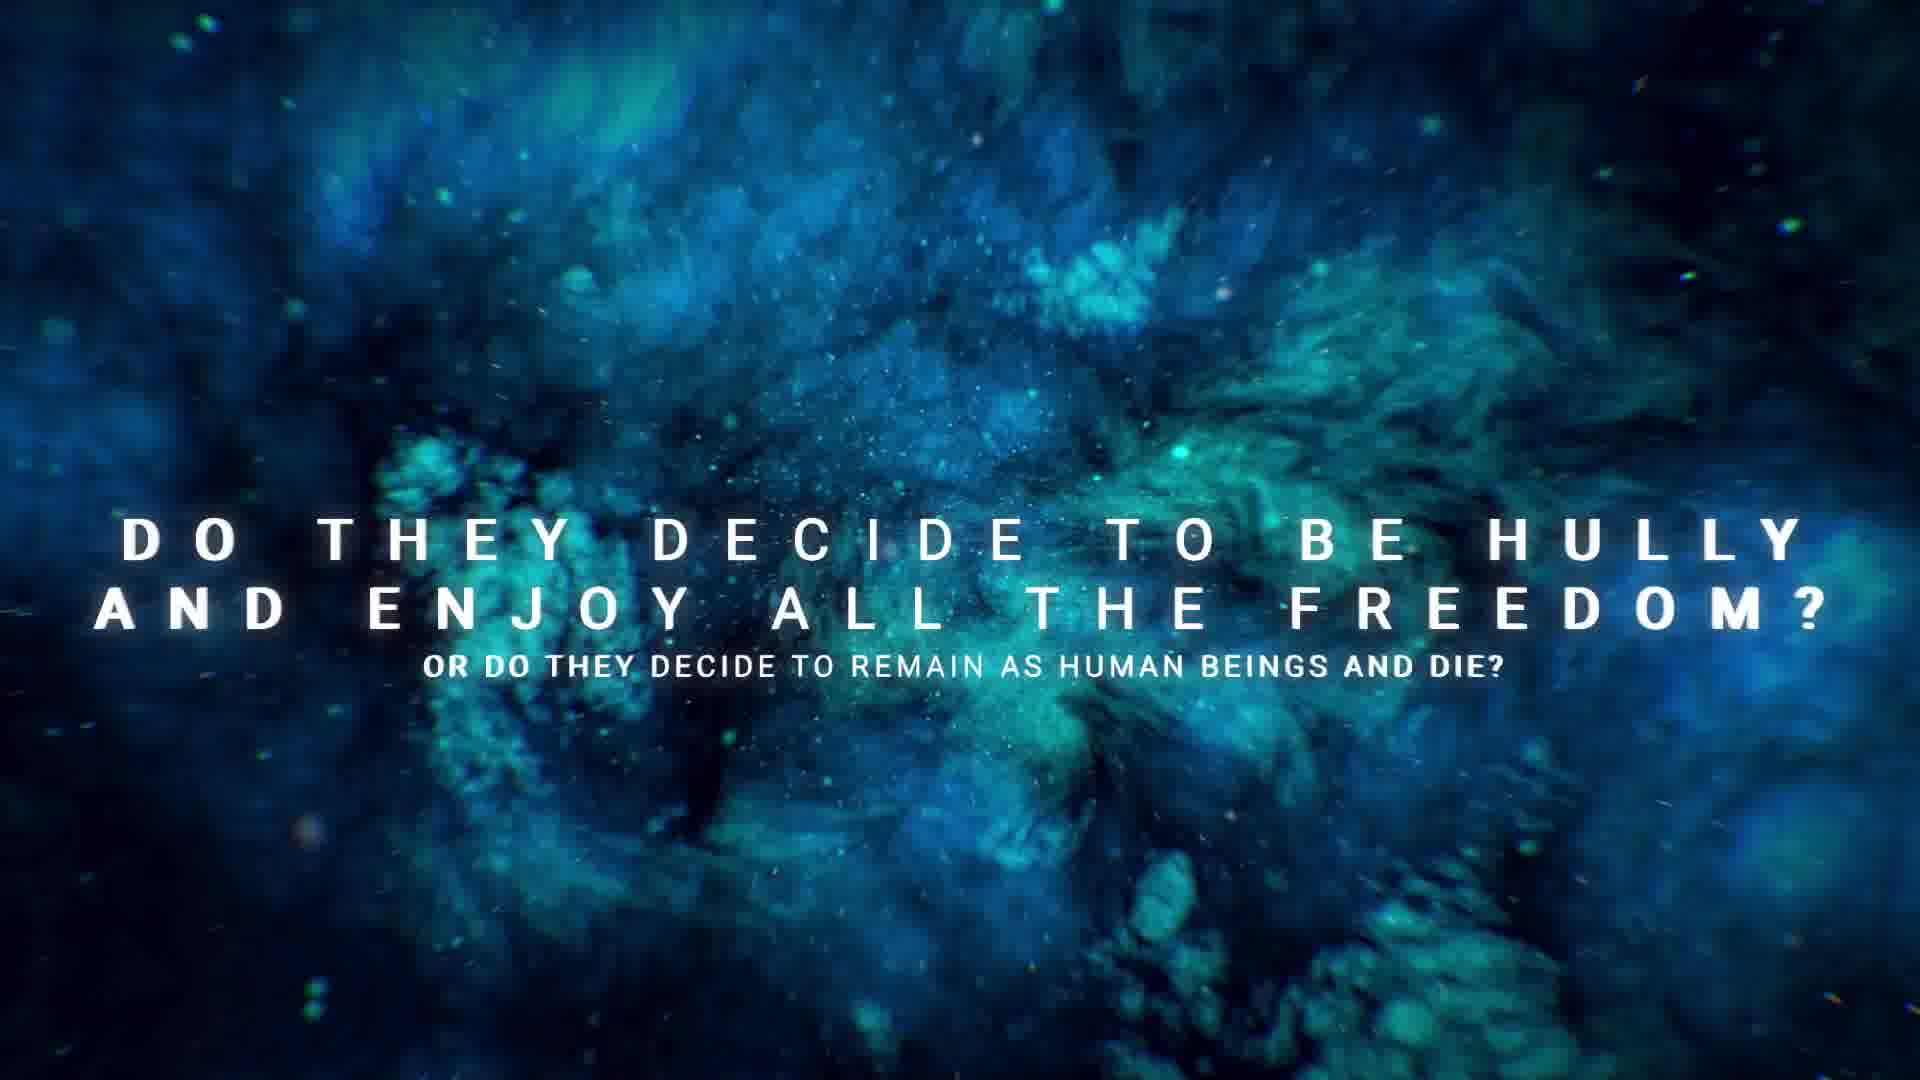 DO THEY DECIDE TO BE HULLY
AND ENJOY ALL THE FREEDOM?
OR DO THEY DECIDE TO REMAIN AS HUMAN BEINGS AND DIE?